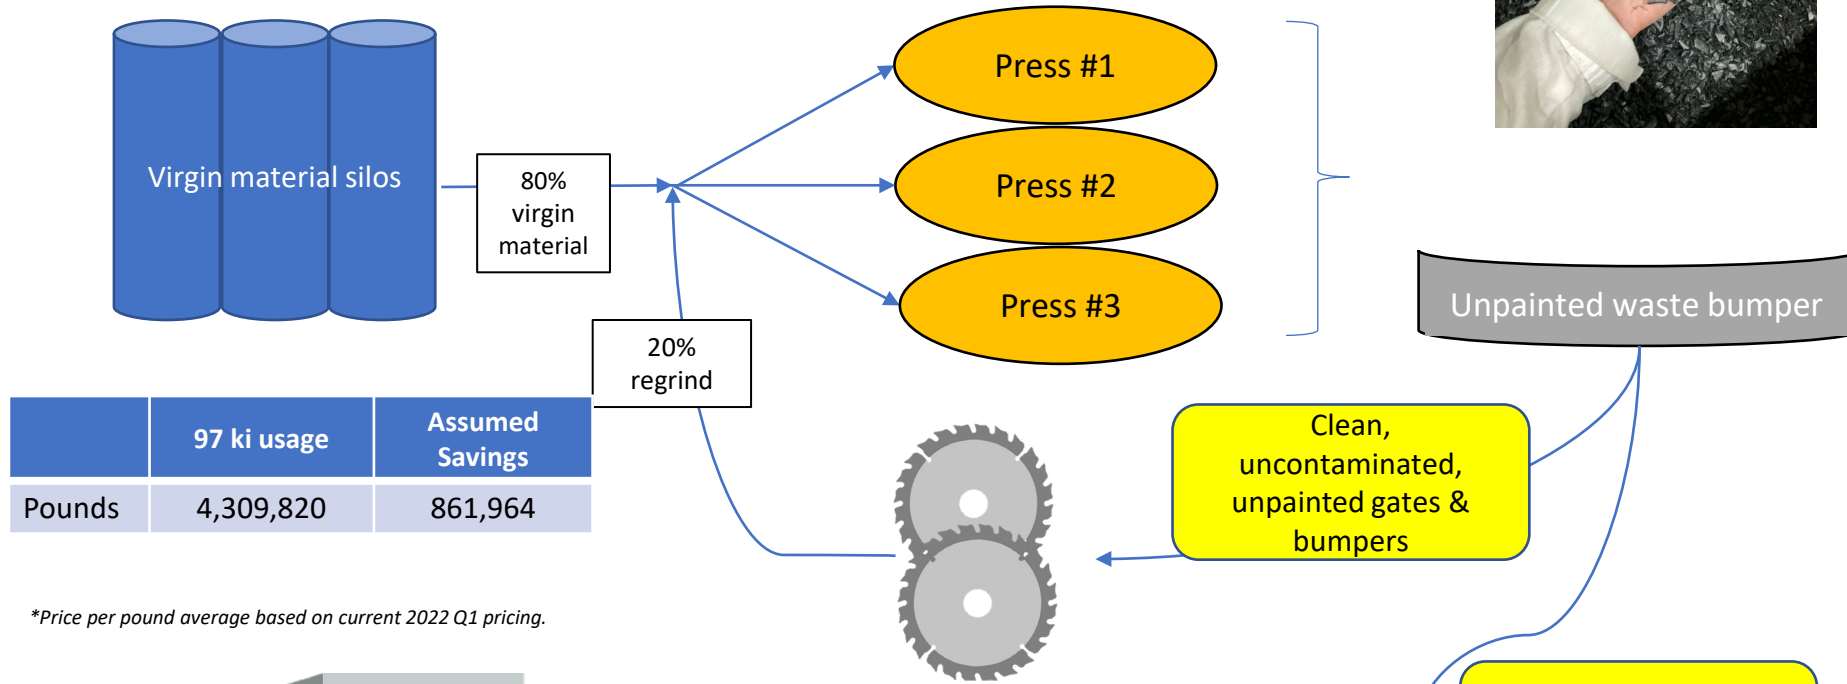 Virgin material silos
80%
virgin
material
Press #1
Press #2
Press #3
20%
regrind
Unpainted waste bumper
97 ki usage
Assumed
Savings
Pounds 4,309,820 861,964
Clean,
uncontaminated,
unpainted gates &
bumpers
*Price per pound average based on current 2022 Q1 pricing.